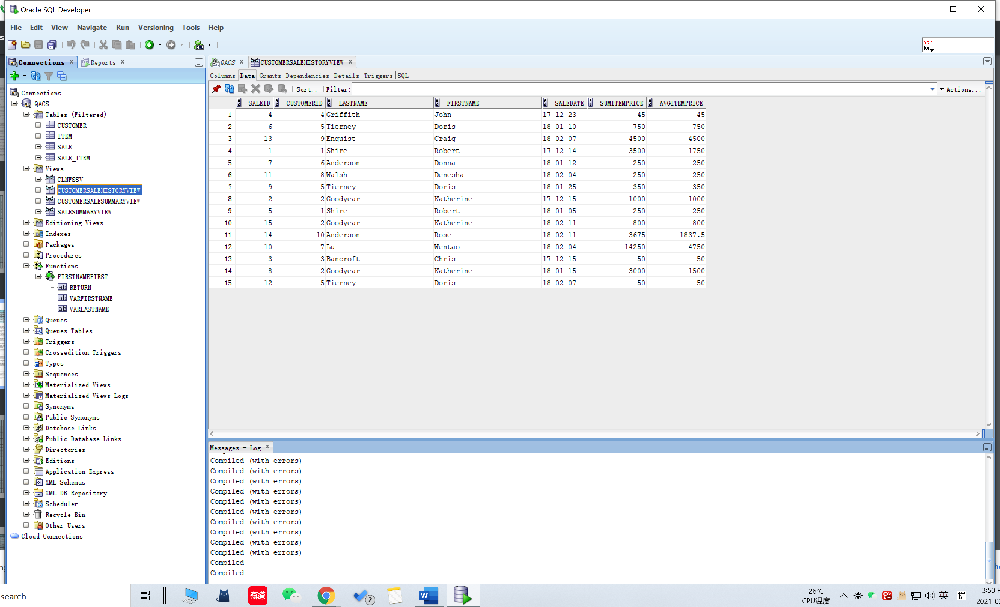 Oracle SQL Developer
File Edit View Navigate Run Versioning Tools Help
ask
Tom
Connections
Reports
Connections
QACS
Tables (Filtered)
CUSTOMER
ITEM
SALE
SALE_ITEM
Views
CLNFSSV
CUSTOMERSALEHISTORYVIEW
CUSTOMERSALESUMMARYVIEW
SALESUMMARYVIEW
Editioning Views
Indexes
Packages
Procedures
Functions
FIRSTNAMEFIRST
RETURN
VARFIRSTNAME
VARLASTNAME
Queues
Queues Tables
Triggers
Crossedition Triggers
Types
Sequences
Materialized Views
Materialized Views Logs
Synonyms
Public Synonyms
Database Links
Public Database Links
Directories
Editions
Application Express
XML Schemas
XML DB Repository
Scheduler
Recycle Bin
Other Users
Cloud Connections
QACS CUSTOMERSALEHISTORYVIEW
Columns Data Grants Dependencies Details Triggers SQL
Sort.. Filter: Actions...
SALEID CUSTOMERID LASTNAME FIRSTNAME SALEDATE SUMITEMPRICE AVGITEMPRICE
1 4 4 Griffith John 17-12-23 45 45
2 6 5 Tierney Doris 18-01-10 750 750
3 13 9 Enquist Craig 18-02-07 4500 4500
4 1 1 Shire Robert 17-12-14 3500 1750
5 7 6 Anderson Donna 18-01-12 250 250
6 11 8 Walsh Denesha 18-02-04 250 250
7 9 5 Tierney Doris 18-01-25 350 350
8 2 2 Goodyear Katherine 17-12-15 1000 1000
9 5 1 Shire Robert 18-01-05 250 250
10 15 2 Goodyear Katherine 18-02-11 800 800
11 14 10 Anderson Rose 18-02-11 3675 1837.5
12 10 7 Lu Wentao 18-02-04 14250 4750
13 3 3 Bancroft Chris 17-12-15 50 50
14 8 2 Goodyear Katherine 18-01-15 3000 1500
15 12 5 Tierney Doris 18-02-07 50 50
Messages - Log
Compiled (with errors)
Compiled (with errors)
Compiled (with errors)
Compiled (with errors)
Compiled (with errors)
Compiled (with errors)
Compiled (with errors)
Compiled (with errors)
Compiled (with errors)
Compiled (with errors)
Compiled
Compiled
search
有道
2
W
26°C
CPU温度
英
拼
3:50 P
2021-0